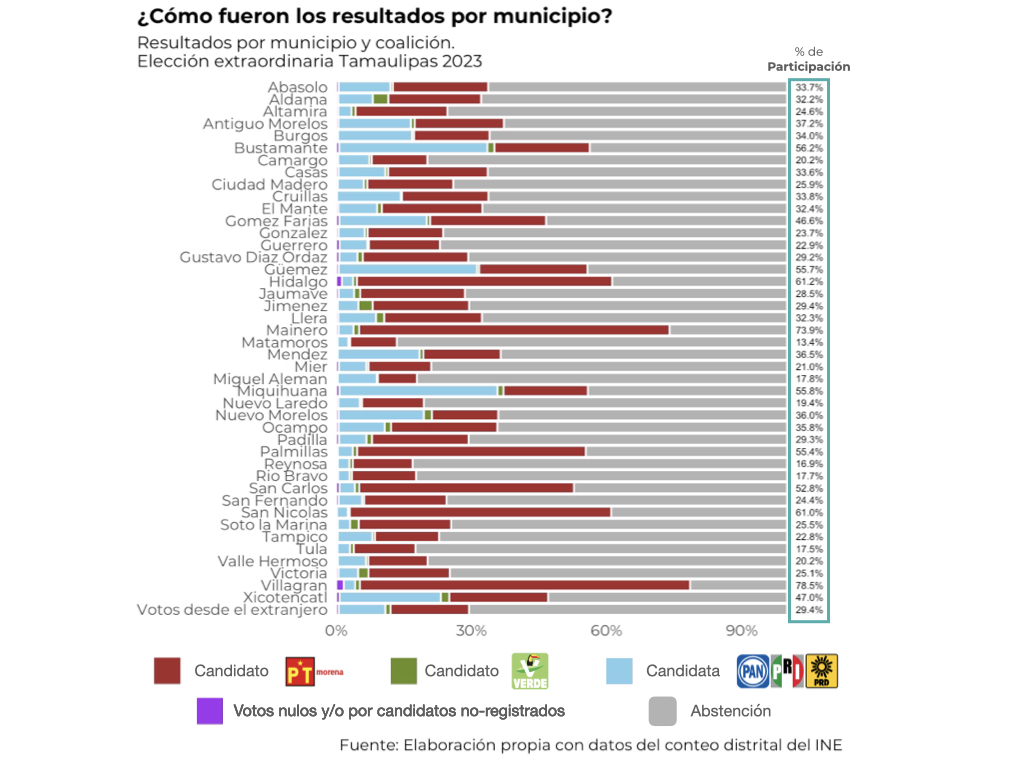 ¿Cómo fueron los resultados por municipio?
Resultados por municipio y coalición.
Elección extraordinaria Tamaulipas 2023
% de
Participación
Abasolo 33.7%
Aldama 32.2%
Altamira 24.6%
Antiguo Morelos 37.2%
Burgos 34.0%
Bustamante 56.2%
Camargo 20.2%
Casas 33.6%
Ciudad Madero 25.9%
Cruillas 33.8%
El Mante 32.4%
Gomez Farias 46.6%
Gonzalez 23.7%
Guerrero 22.9%
Gustavo Diaz Ordaz 29.2%
Güemez 55.7%
Hidalgo 61.2%
Jaumave 28.5%
Jimenez 29.4%
Llera 32.3%
Mainero 73.9%
Matamoros 13.4%
Mendez 36.5%
Mier 21.0%
Miguel Aleman 17.8%
Miquihuana 55.8%
Nuevo Laredo 19.4%
Nuevo Morelos 36.0%
Ocampo 35.8%
Padilla 29.3%
Palmillas 55.4%
Reynosa 16.9%
Rio Bravo 17.7%
San Carlos 52.8%
San Fernando 24.4%
San Nicolas 61.0%
Soto la Marina 25.5%
Tampico 22.8%
Tula 17.5%
Valle Hermoso 20.2%
Victoria 25.1%
Villagran 78.5%
Xicotencatl 47.0%
Votos desde el extranjero 29.4%
0% 30% 60% 90%
Candidato PT morena Candidato VERDE Candidata PAN PRI PRD
Votos nulos y/o por candidatos no-registrados Abstención
Fuente: Elaboración propia con datos del conteo distrital del INE